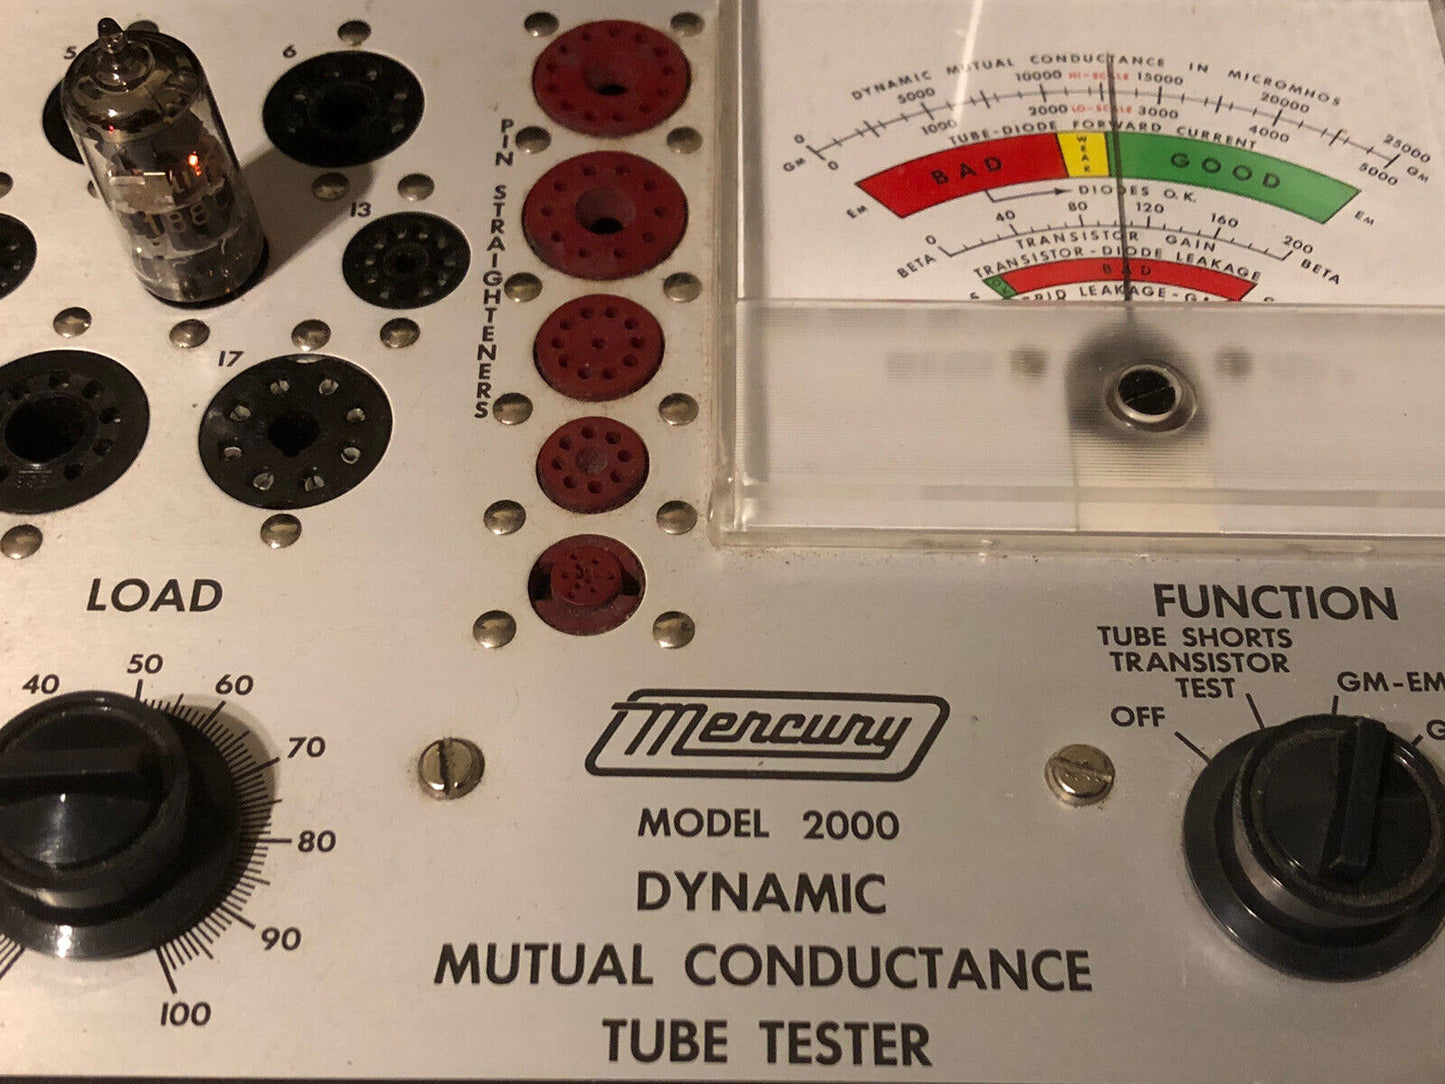 5
6
13
17
PIN STRAIGHTENERS
DYNAMIC MUTUAL CONDUCTANCE IN MICROMHOS
0 5000 10000 HI-SCALE 15000 20000 25000
GM 0 1000 2000 LO-SCALE 3000 4000 5000 GM
TUBE-DIODE FORWARD CURRENT
BAD WEAR GOOD
EM DIODES O.K. EM
BETA 0 40 80 120 160 200 BETA
TRANSISTOR GAIN
TRANSISTOR-DIODE LEAKAGE
BAD
LEAKAGE
LOAD
40 50 60 70 80 90 100
FUNCTION
TUBE SHORTS
TRANSISTOR
TEST
OFF
GM-EM
G
Mercury
MODEL 2000
DYNAMIC
MUTUAL CONDUCTANCE
TUBE TESTER